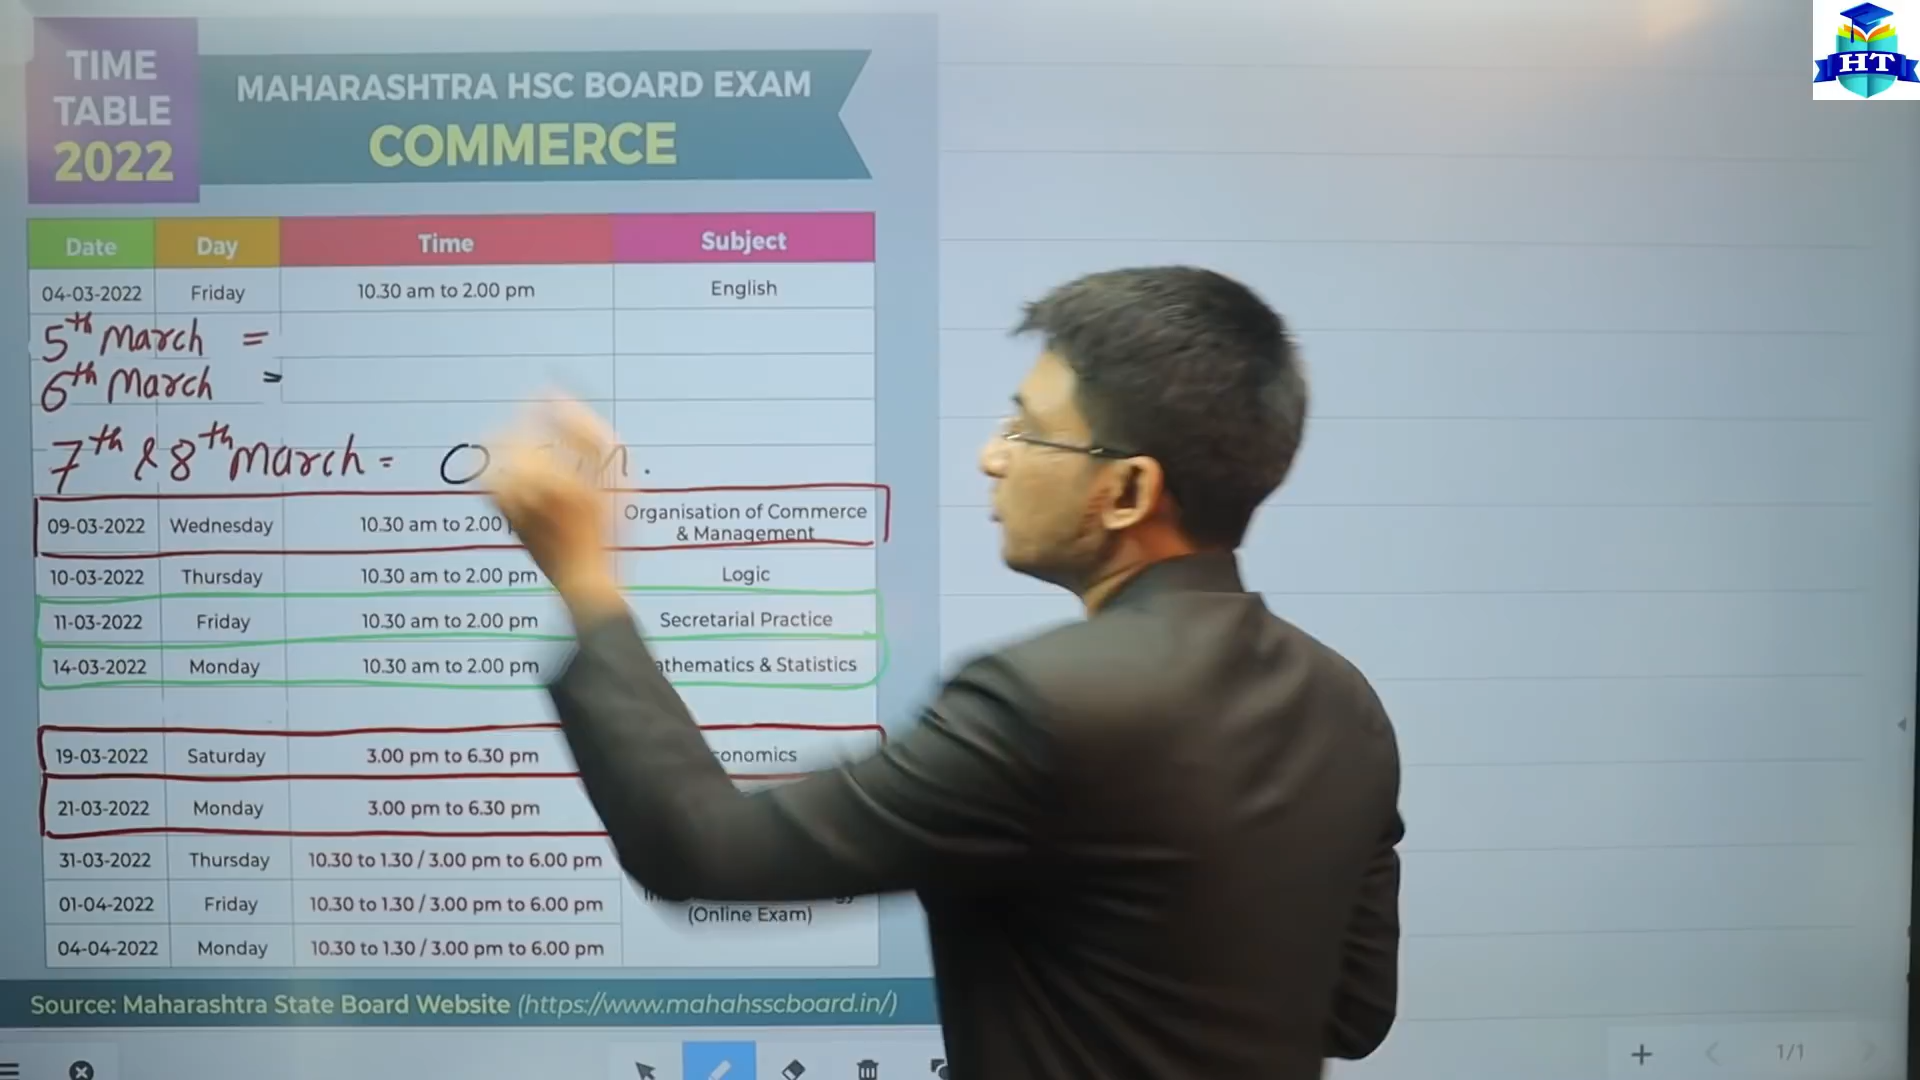 TIME
TABLE
2022
MAHARASHTRA HSC BOARD EXAM
COMMERCE
HT
Date Day Time Subject
04-03-2022 Friday 10.30 am to 2.00 pm English
5th March =
6th March =
7th & 8th March =
09-03-2022 Wednesday 10.30 am to 2.00 Organisation of Commerce
& Management
10-03-2022 Thursday 10.30 am to 2.00 pm Logic
11-03-2022 Friday 10.30 am to 2.00 pm Secretarial Practice
14-03-2022 Monday 10.30 am to 2.00 pm athematics & Statistics
19-03-2022 Saturday 3.00 pm to 6.30 pm conomics
21-03-2022 Monday 3.00 pm to 6.30 pm
31-03-2022 Thursday 10.30 to 1.30 / 3.00 pm to 6.00 pm
01-04-2022 Friday 10.30 to 1.30 / 3.00 pm to 6.00 pm
(Online Exam)
04-04-2022 Monday 10.30 to 1.30 / 3.00 pm to 6.00 pm
Source: Maharashtra State Board Website (https://www.mahahsscboard.in/)
1/1